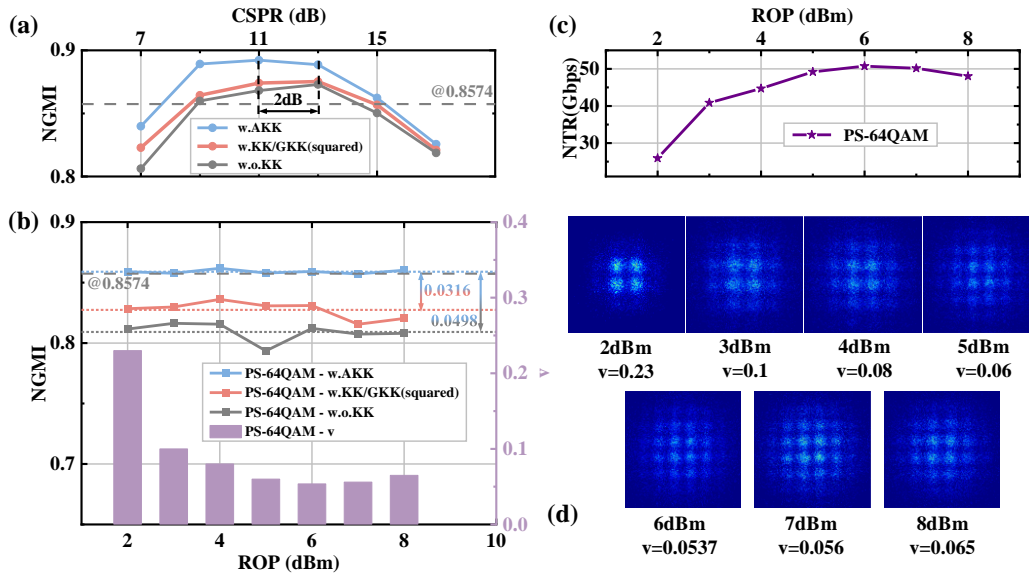 (a)
CSPR (dB)
7 11 15
0.9
0.8
NGMI
@0.8574
2dB
w.AKK
w.KK/GKK(squared)
w.o.KK
(b)
0.9
0.8
0.7
NGMI
0.4
0.3
0.2
0.1
0.0
v
@0.8574
0.0316
0.0498
PS-64QAM - w.AKK
PS-64QAM - w.KK/GKK(squared)
PS-64QAM - w.o.KK
PS-64QAM - v
2 4 6 8 10
ROP (dBm)
(c)
ROP (dBm)
2 4 6 8
50
40
30
NTR(Gbps)
PS-64QAM
2dBm 3dBm 4dBm 5dBm
v=0.23 v=0.1 v=0.08 v=0.06
(d)
6dBm 7dBm 8dBm
v=0.0537 v=0.056 v=0.065